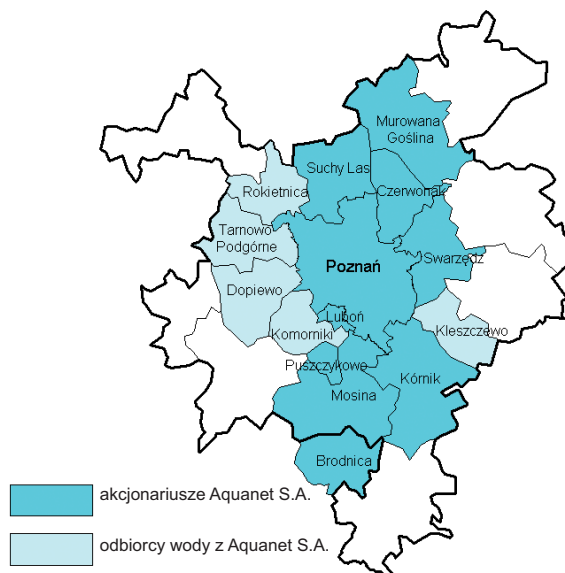 Murowana
Goślina
Suchy Las
Rokietnica
Czerwonak
Tarnowo
Podgórne
Swarzędz
Poznań
Dopiewo
Luboń
Komorniki
Kleszczewo
Puszczykowo
Kórnik
Mosina
Brodnica
akcjonariusze Aquanet S.A.
odbiorcy wody z Aquanet S.A.